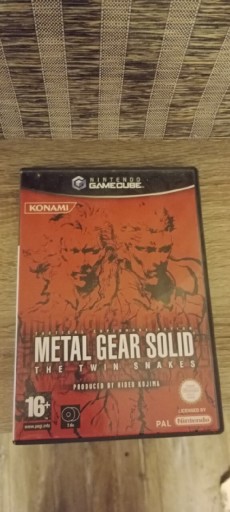 NINTENDO
GAMECUBE
KONAMI
METAL GEAR SOLID
THE TWIN SNAKES
PRODUCED BY HIDEO KOJIMA
16+
www.pegi.info
LICENSED BY
PAL
Nintendo